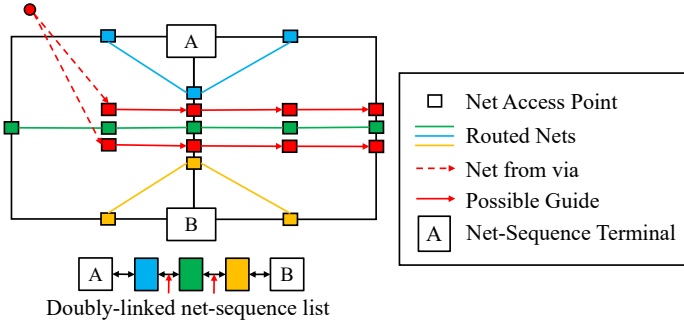 A
B
A
B
Doubly-linked net-sequence list
Net Access Point
Routed Nets
Net from via
Possible Guide
A
Net-Sequence Terminal